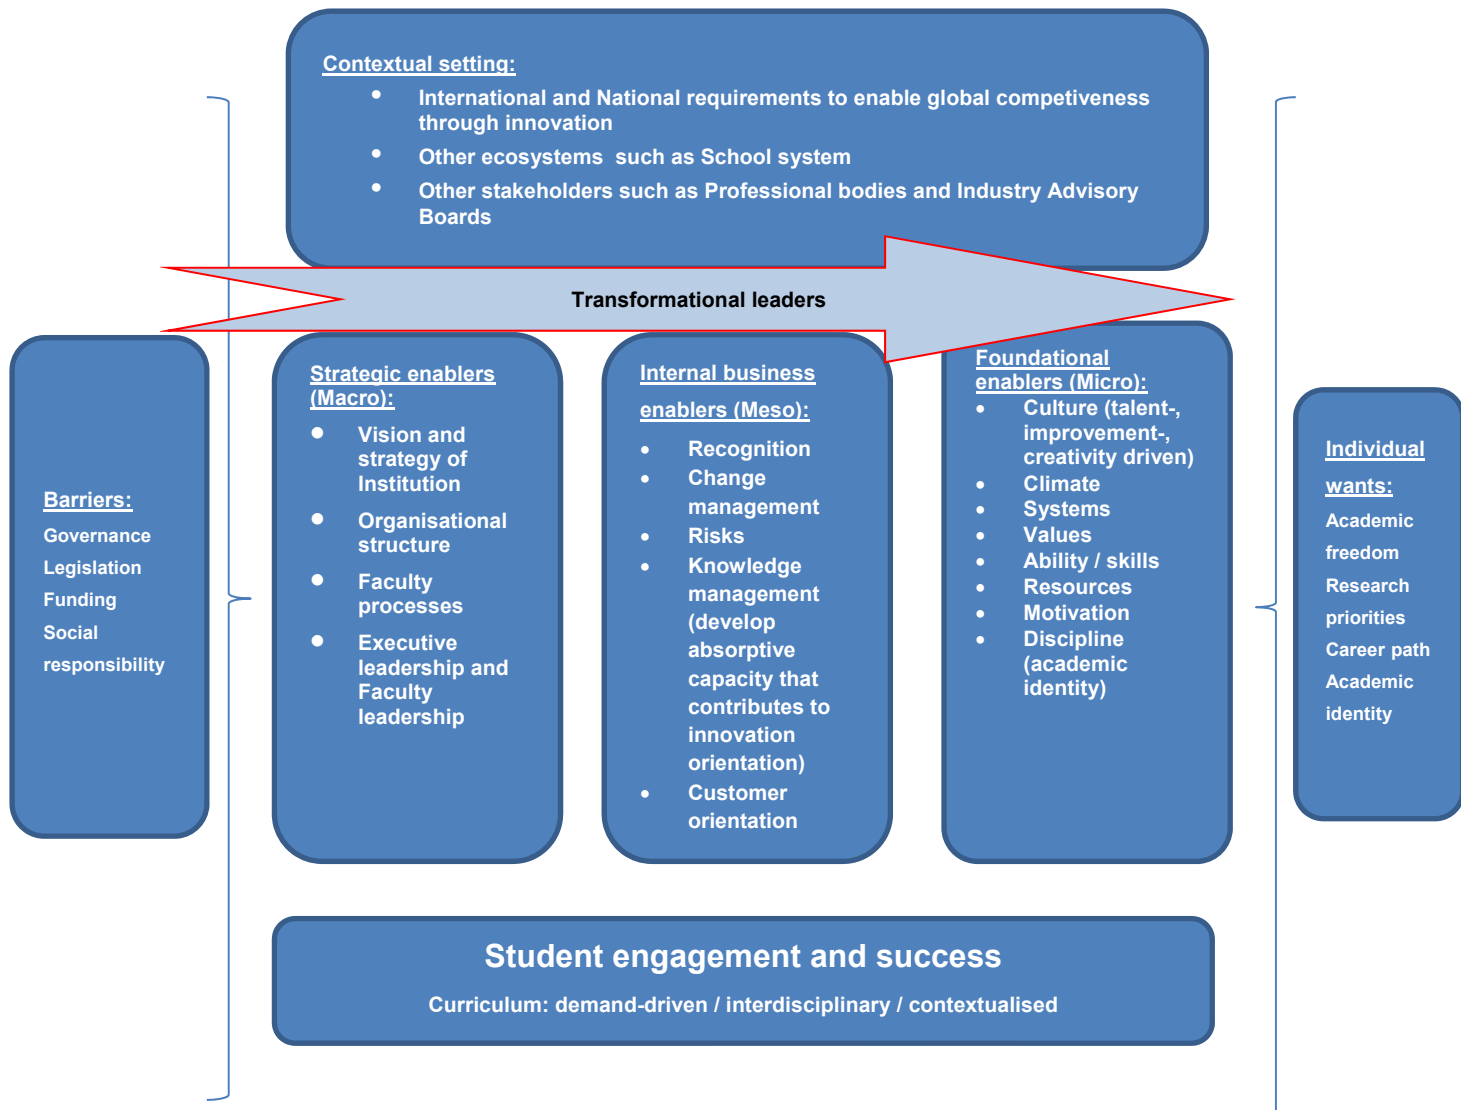 Contextual setting:
• International and National requirements to enable global competiveness
through innovation
• Other ecosystems such as School system
• Other stakeholders such as Professional bodies and Industry Advisory
Boards
Transformational leaders
Barriers:
Governance
Legislation
Funding
Social
responsibility
Strategic enablers
(Macro):
• Vision and
strategy of
Institution
• Organisational
structure
• Faculty
processes
• Executive
leadership and
Faculty
leadership
Internal business
enablers (Meso):
• Recognition
• Change
management
• Risks
• Knowledge
management
(develop
absorptive
capacity that
contributes to
innovation
orientation)
• Customer
orientation
Foundational
enablers (Micro):
• Culture (talent-,
improvement-,
creativity driven)
• Climate
• Systems
• Values
• Ability / skills
• Resources
• Motivation
• Discipline
(academic
identity)
Individual
wants:
Academic
freedom
Research
priorities
Career path
Academic
identity
Student engagement and success
Curriculum: demand-driven / interdisciplinary / contextualised